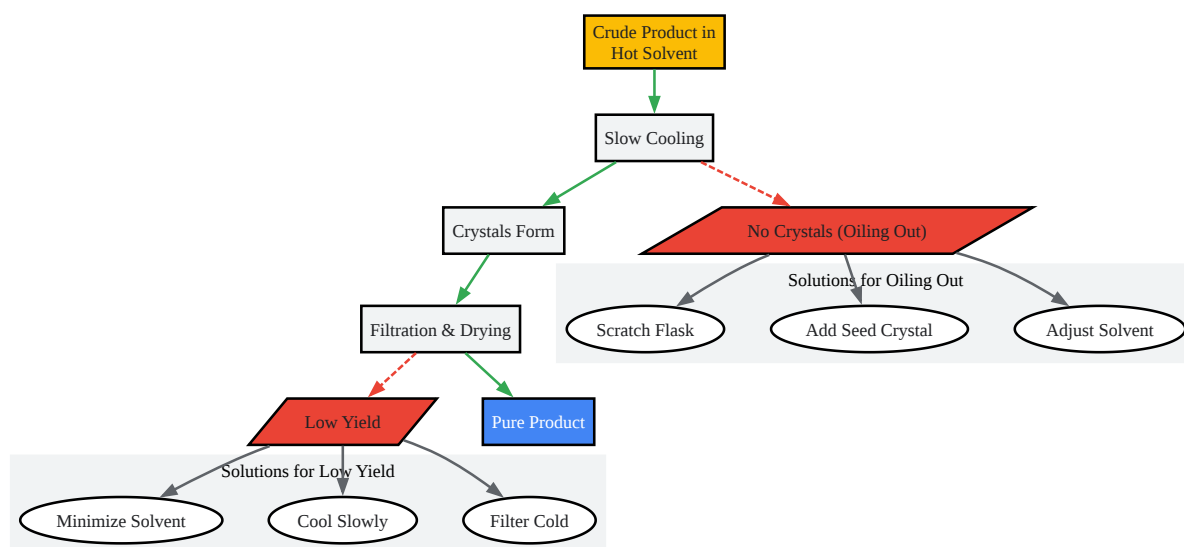 Crude Product in
Hot Solvent
Slow Cooling
Crystals Form
No Crystals (Oiling Out)
Solutions for Oiling Out
Filtration & Drying
Scratch Flask
Add Seed Crystal
Adjust Solvent
Low Yield
Pure Product
Solutions for Low Yield
Minimize Solvent
Cool Slowly
Filter Cold